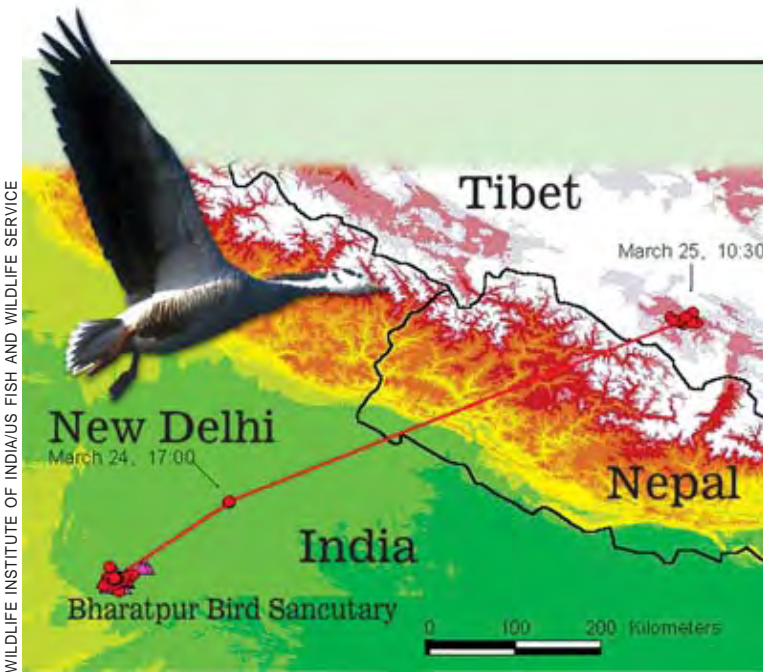 WILDLIFE INSTITUTE OF INDIA/US FISH AND WILDLIFE SERVICE
Tibet
March 25, 10:30
New Delhi
March 24, 17:00
Nepal
India
Bharatpur Bird Sancutary
0 100 200 Kilometers